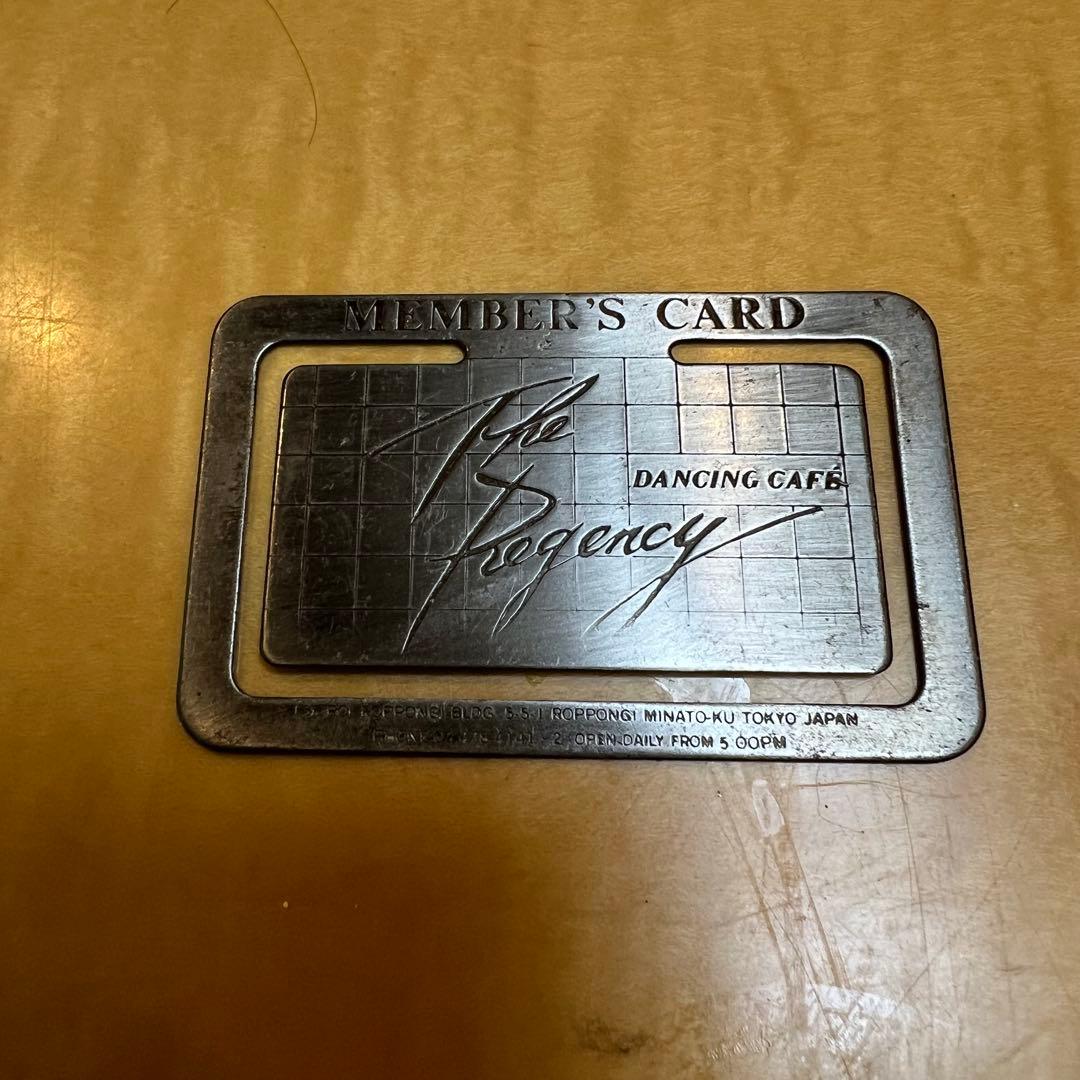 MEMBER'S CARD
The
Regency
DANCING CAFÉ
ROPPONGI BLDG. 5-5-1 ROPPONGI MINATO-KU TOKYO JAPAN
OPEN DAILY FROM 5:00PM